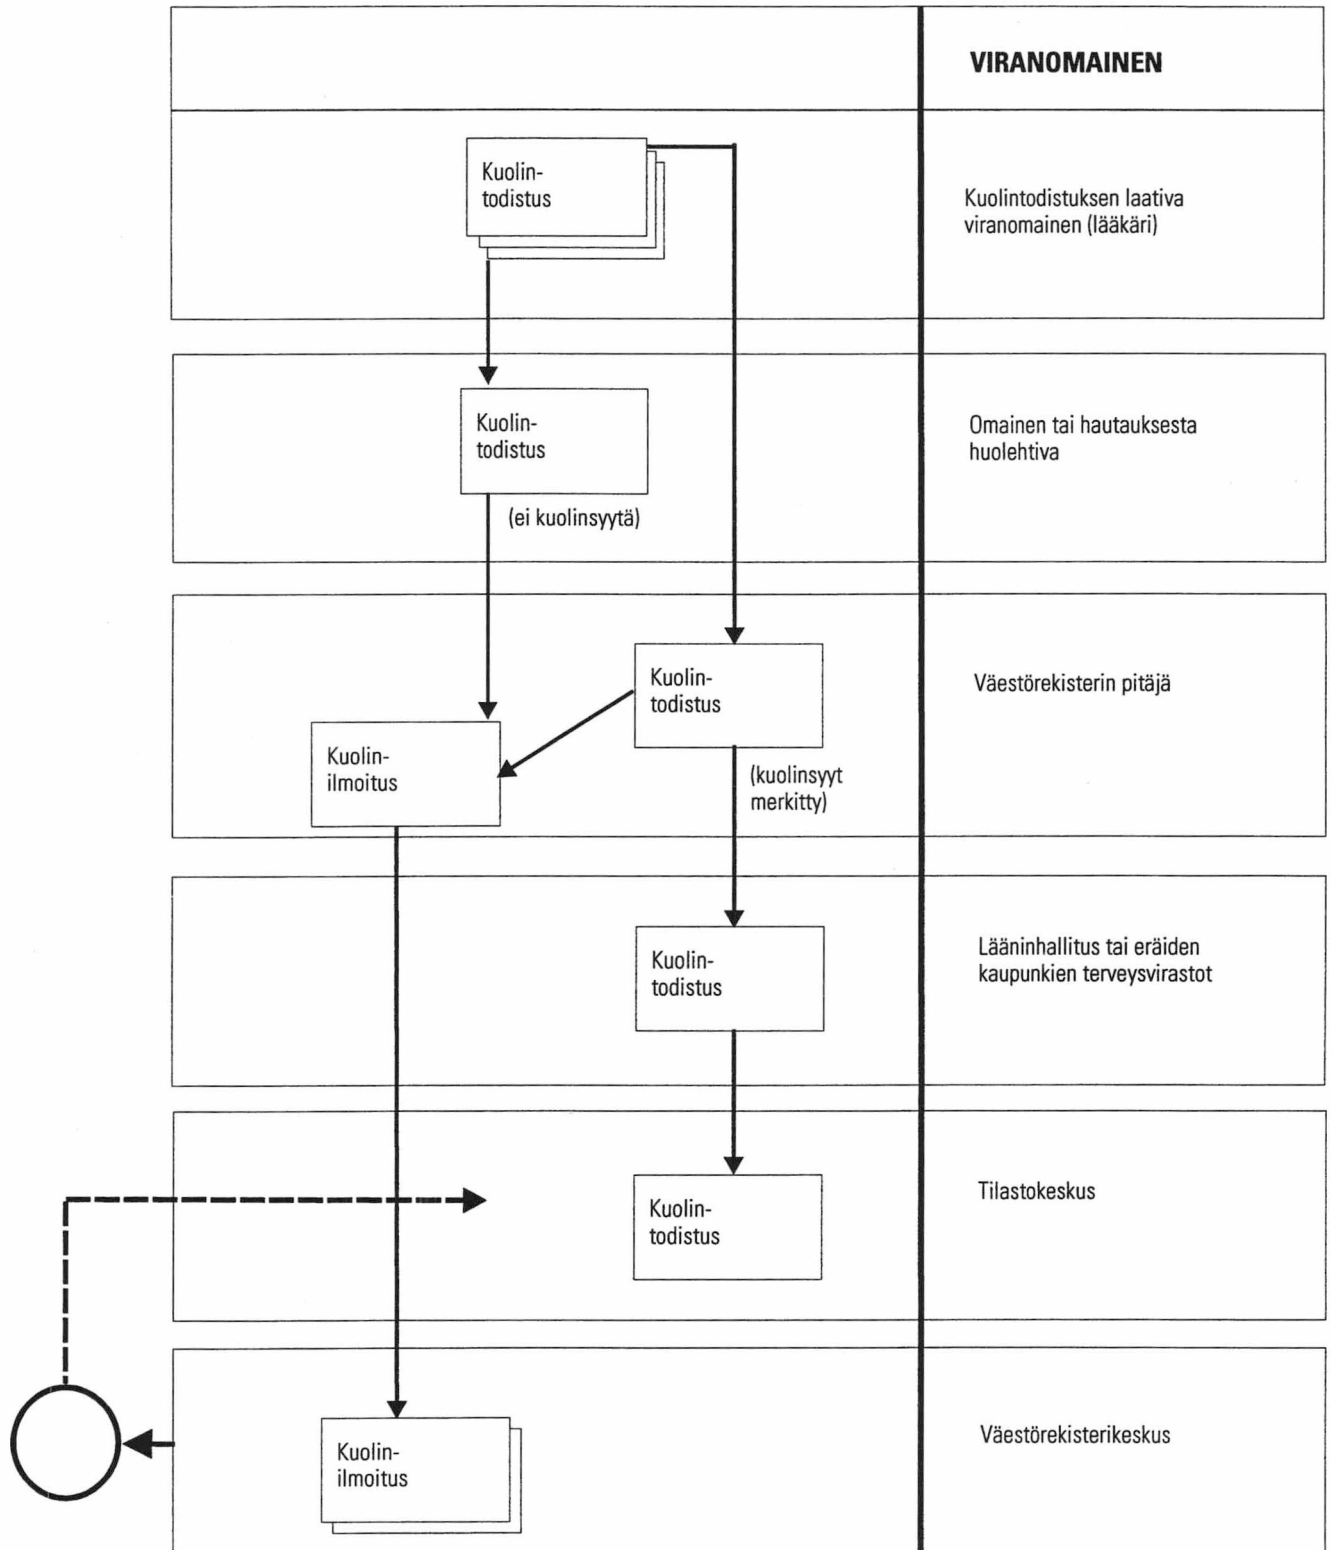 VIRANOMAINEN
Kuolin-
todistus
Kuolintodistuksen laativa
viranomainen (lääkäri)
Kuolin-
todistus
(ei kuolinsyytä)
Omainen tai hautauksesta
huolehtiva
Kuolin-
todistus
(kuolinsyyt
merkitty)
Kuolin-
ilmoitus
Väestörekisterin pitäjä
Kuolin-
todistus
Lääninhallitus tai eräiden
kaupunkien terveysvirastot
Kuolin-
todistus
Tilastokeskus
Kuolin-
ilmoitus
Väestörekisterikeskus